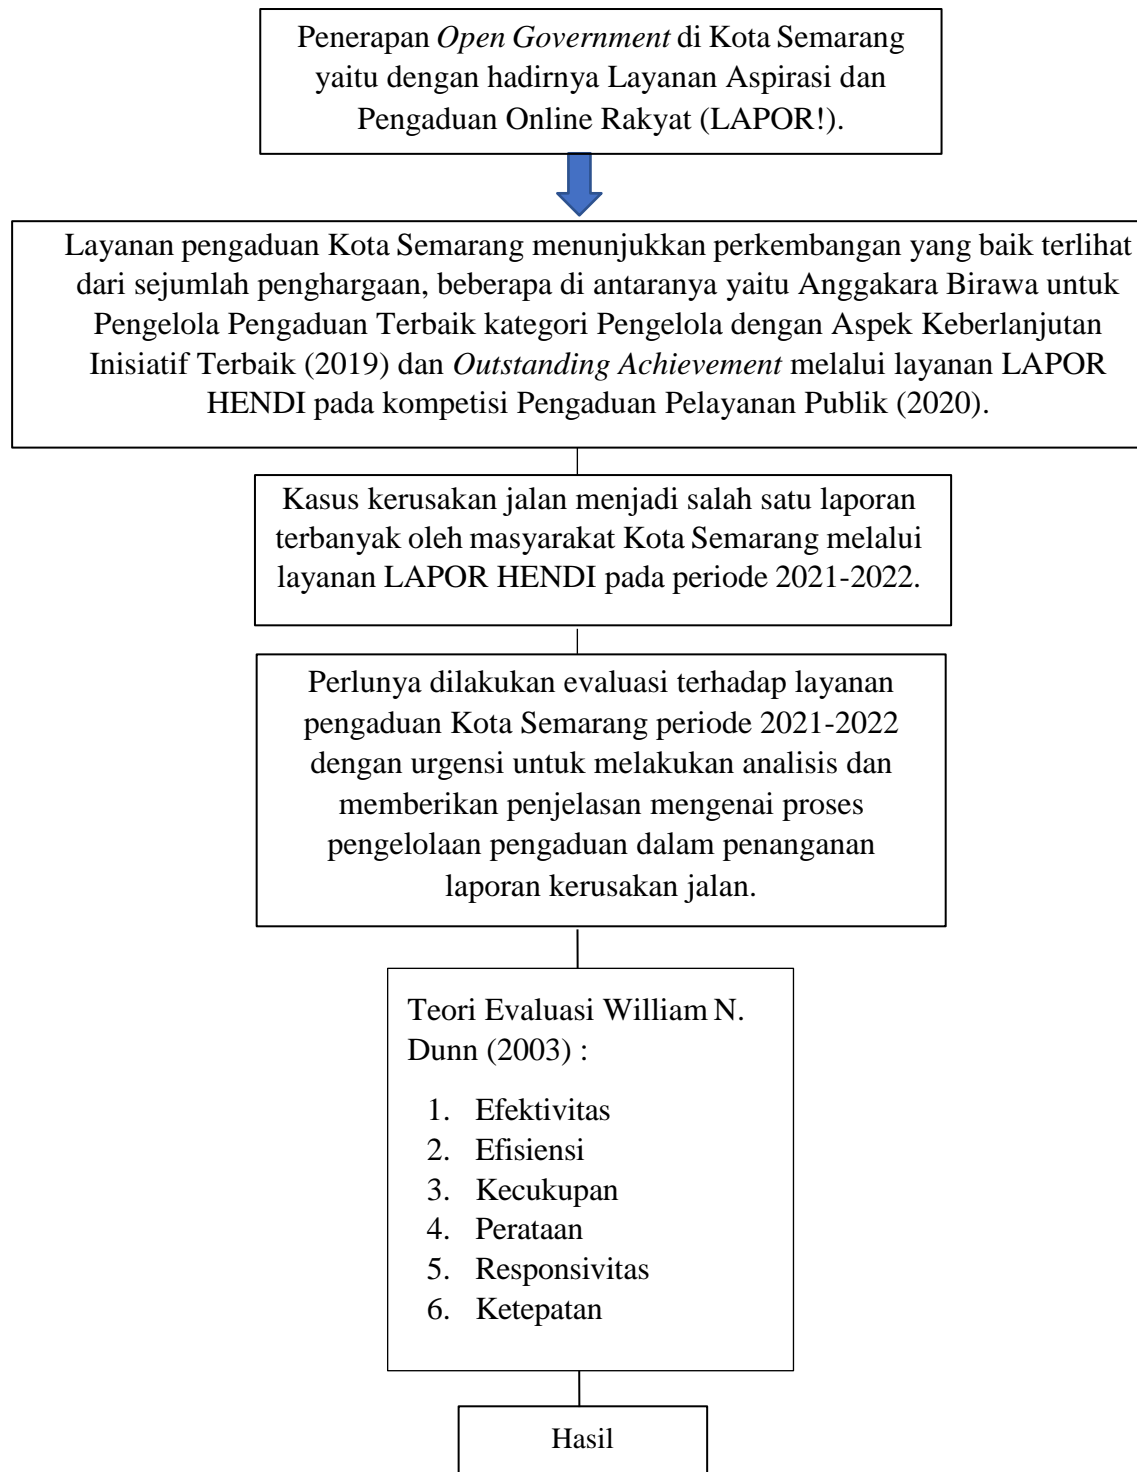 Penerapan Open Government di Kota Semarang
yaitu dengan hadirnya Layanan Aspirasi dan
Pengaduan Online Rakyat (LAPOR!).
Layanan pengaduan Kota Semarang menunjukkan perkembangan yang baik terlihat
dari sejumlah penghargaan, beberapa di antaranya yaitu Anggakara Birawa untuk
Pengelola Pengaduan Terbaik kategori Pengelola dengan Aspek Keberlanjutan
Inisiatif Terbaik (2019) dan Outstanding Achievement melalui layanan LAPOR
HENDI pada kompetisi Pengaduan Pelayanan Publik (2020).
Kasus kerusakan jalan menjadi salah satu laporan
terbanyak oleh masyarakat Kota Semarang melalui
layanan LAPOR HENDI pada periode 2021-2022.
Perlunya dilakukan evaluasi terhadap layanan
pengaduan Kota Semarang periode 2021-2022
dengan urgensi untuk melakukan analisis dan
memberikan penjelasan mengenai proses
pengelolaan pengaduan dalam penanganan
laporan kerusakan jalan.
Teori Evaluasi William N.
Dunn (2003) :
1. Efektivitas
2. Efisiensi
3. Kecukupan
4. Perataan
5. Responsivitas
6. Ketepatan
Hasil